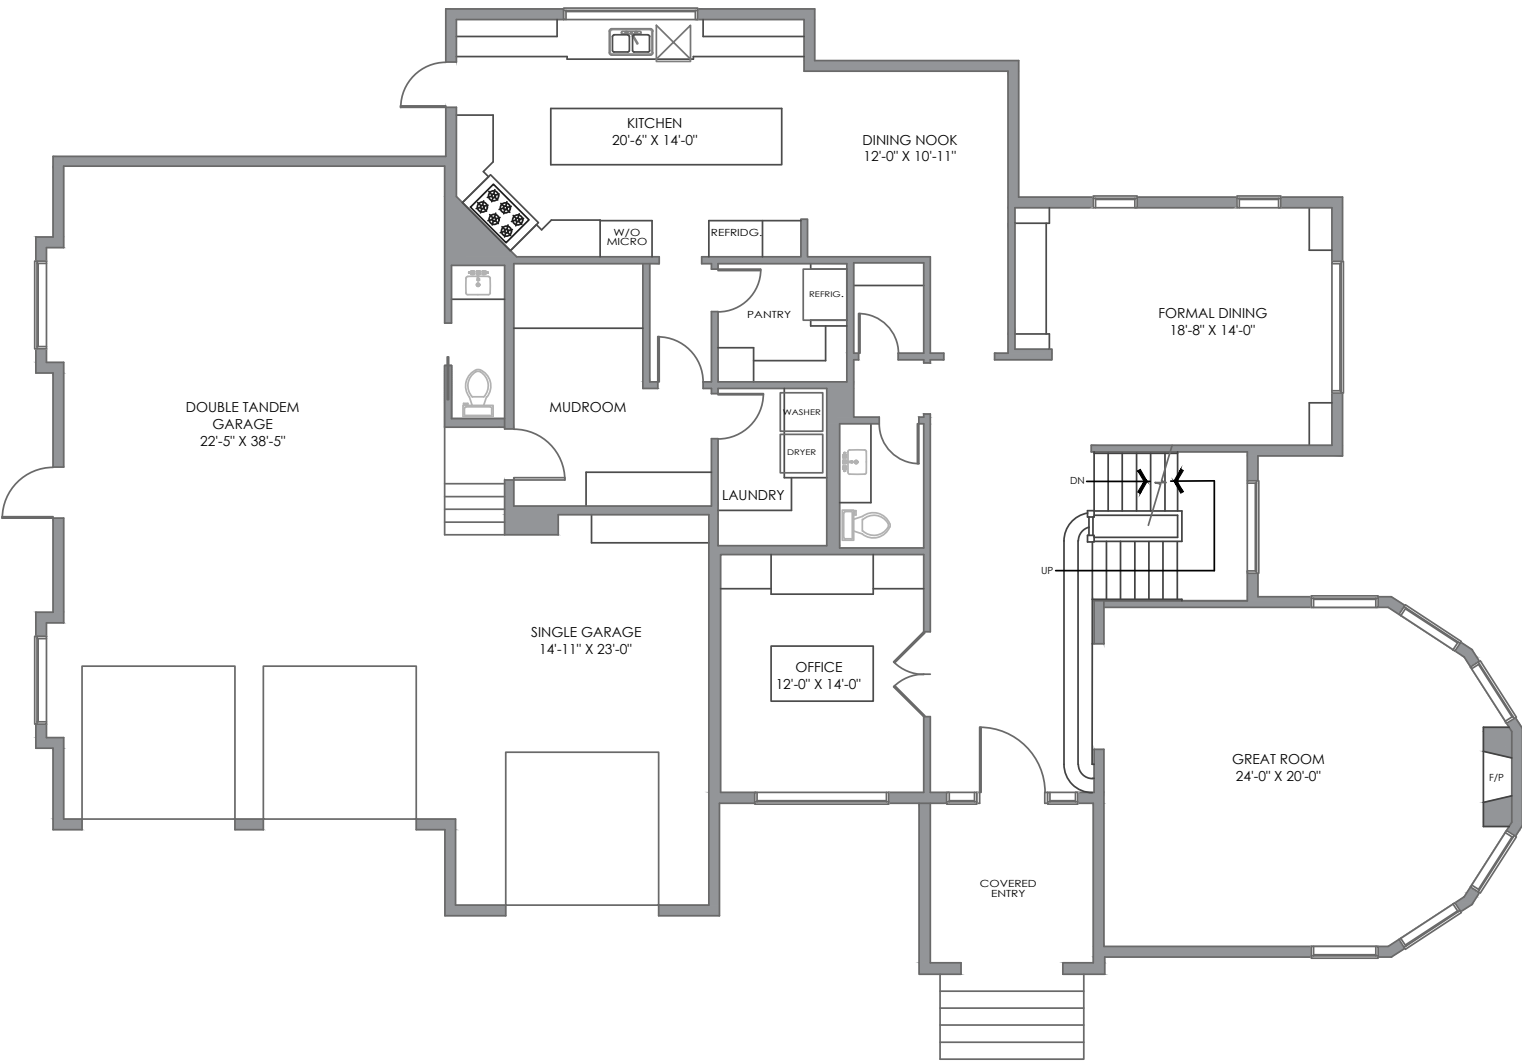 KITCHEN
20'-6" X 14'-0"
DINING NOOK
12'-0" X 10'-11"
W/O
MICRO
REFRIDG.
REFRIG.
PANTRY
FORMAL DINING
18'-8" X 14'-0"
DOUBLE TANDEM
GARAGE
22'-5" X 38'-5"
MUDROOM
WASHER
DRYER
LAUNDRY
DN
UP
SINGLE GARAGE
14'-11" X 23'-0"
OFFICE
12'-0" X 14'-0"
GREAT ROOM
24'-0" X 20'-0"
F/P
COVERED
ENTRY